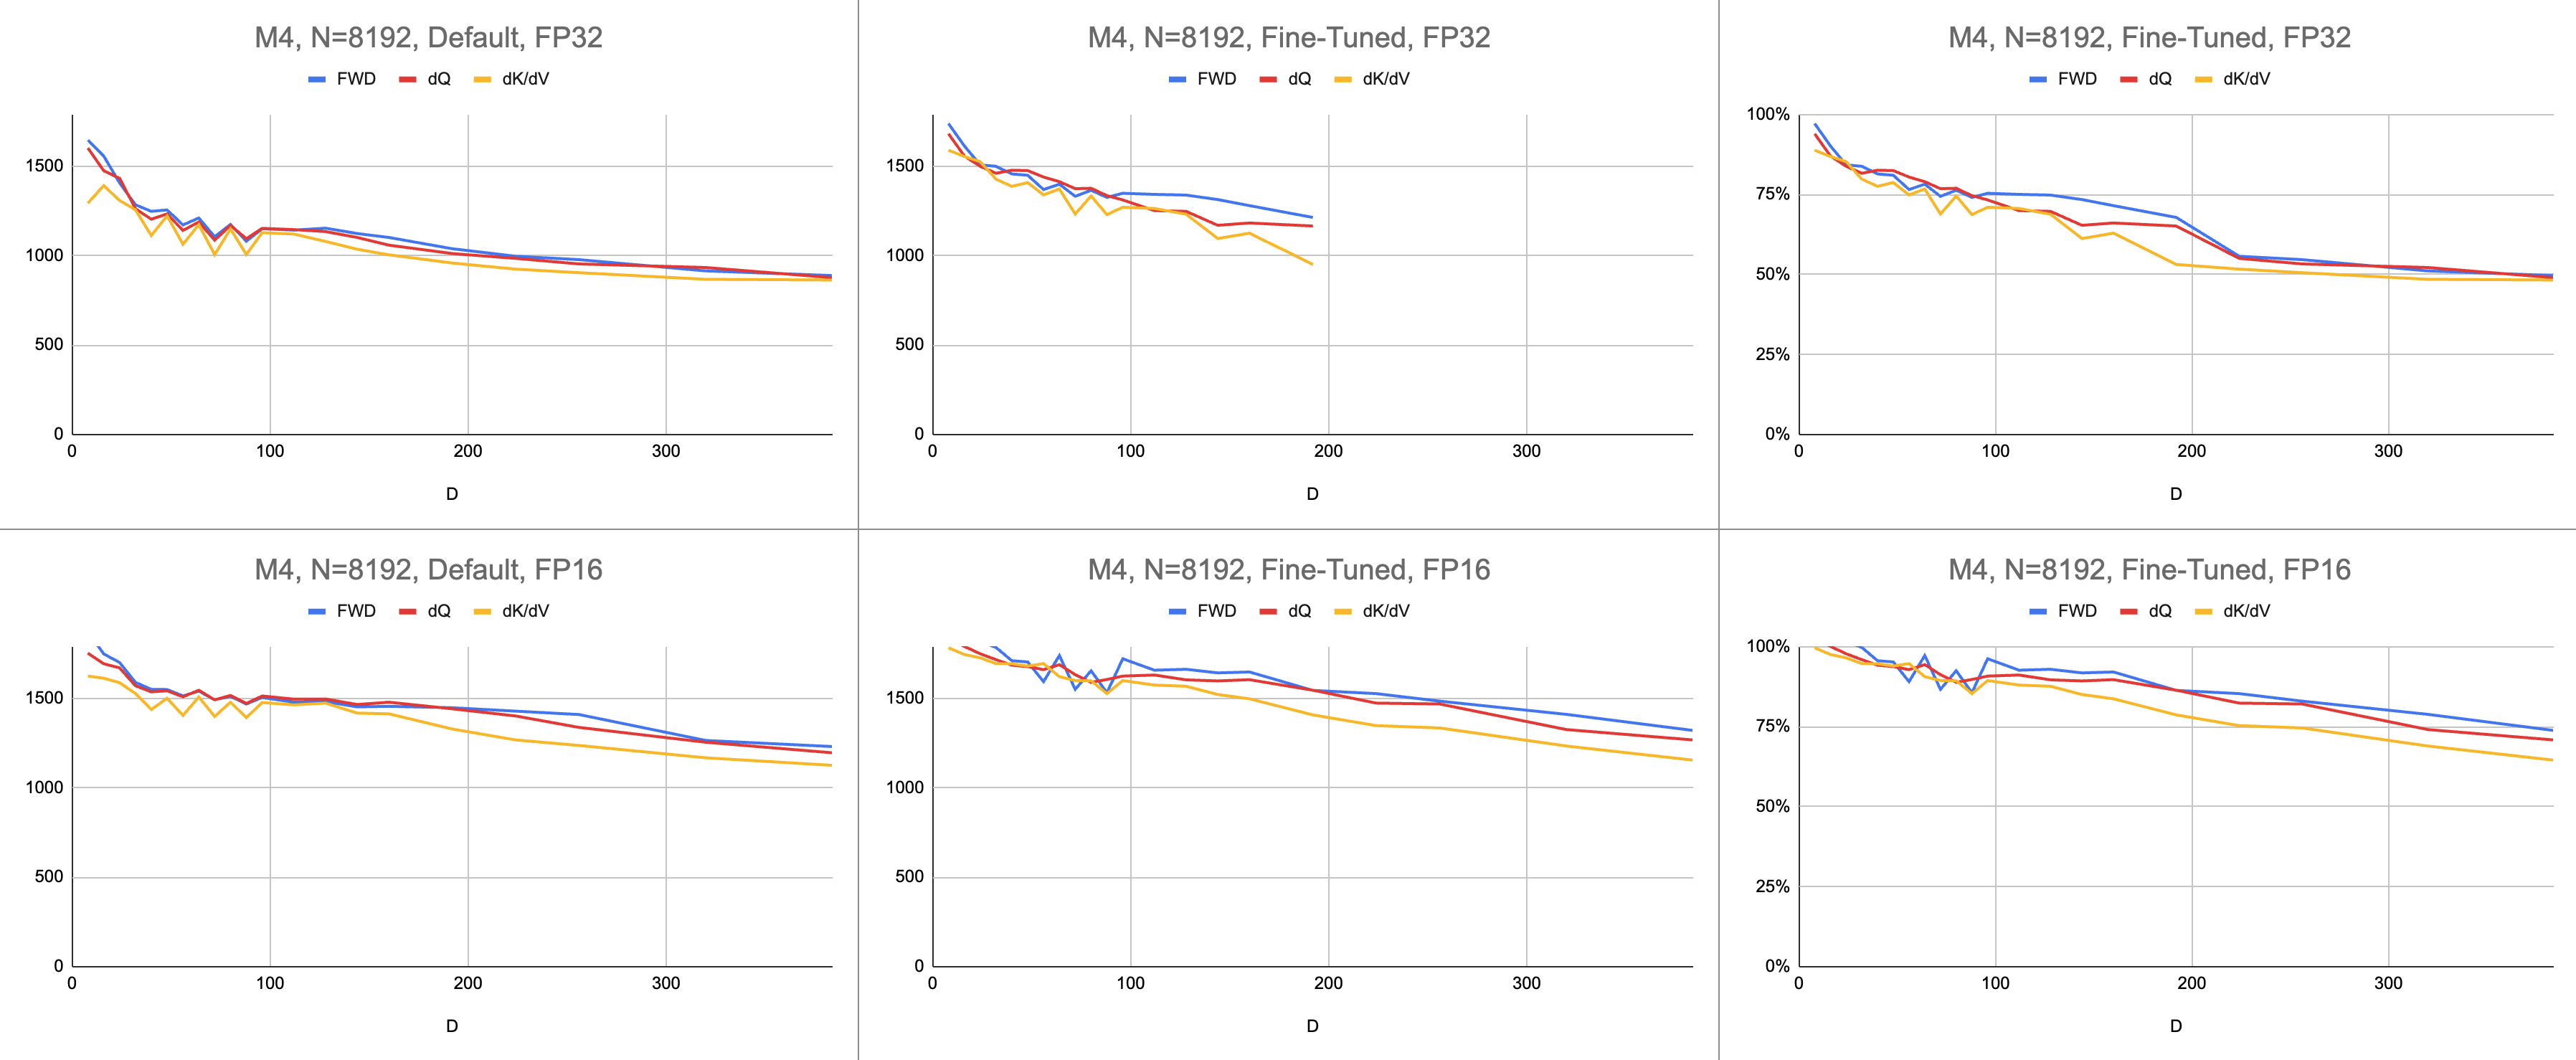 M4, N=8192, Default, FP32
FWD dQ dK/dV
1500
1000
500
0
0 100 200 300
D
M4, N=8192, Fine-Tuned, FP32
FWD dQ dK/dV
1500
1000
500
0
0 100 200 300
D
M4, N=8192, Fine-Tuned, FP32
FWD dQ dK/dV
100%
75%
50%
25%
0%
0 100 200 300
D
M4, N=8192, Default, FP16
FWD dQ dK/dV
1500
1000
500
0
0 100 200 300
D
M4, N=8192, Fine-Tuned, FP16
FWD dQ dK/dV
1500
1000
500
0
0 100 200 300
D
M4, N=8192, Fine-Tuned, FP16
FWD dQ dK/dV
100%
75%
50%
25%
0%
0 100 200 300
D